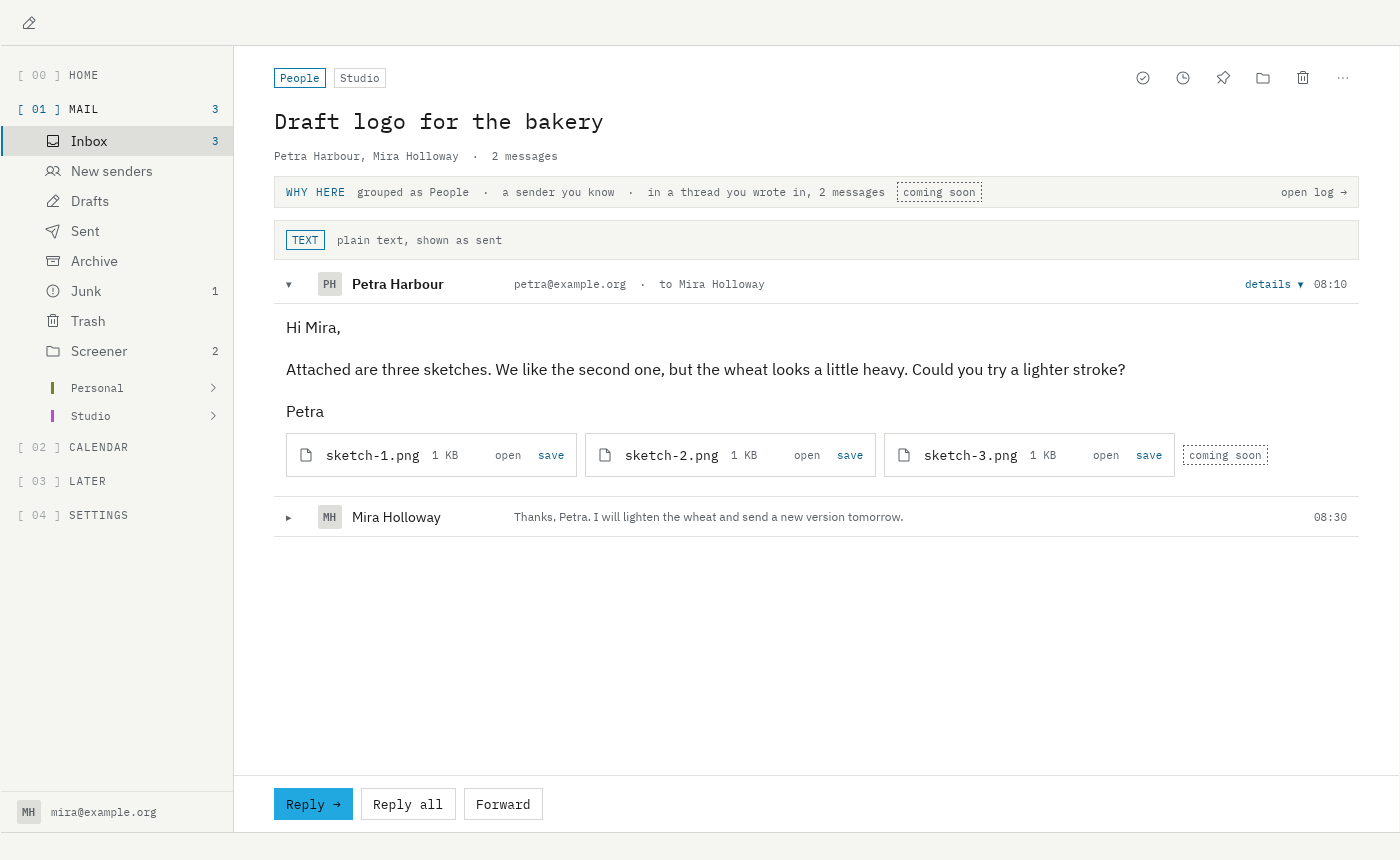 [ 00 ] HOME
[ 01 ] MAIL 3
Inbox 3
New senders
Drafts
Sent
Archive
Junk 1
Trash
Screener 2
Personal
Studio
[ 02 ] CALENDAR
[ 03 ] LATER
[ 04 ] SETTINGS
MH mira@example.org
People Studio
Draft logo for the bakery
Petra Harbour, Mira Holloway · 2 messages
WHY HERE grouped as People · a sender you know · in a thread you wrote in, 2 messages coming soon open log →
TEXT plain text, shown as sent
▾ PH Petra Harbour petra@example.org · to Mira Holloway details ▾ 08:10
Hi Mira,
Attached are three sketches. We like the second one, but the wheat looks a little heavy. Could you try a lighter stroke?
Petra
sketch-1.png 1 KB open save sketch-2.png 1 KB open save sketch-3.png 1 KB open save coming soon
▸ MH Mira Holloway Thanks, Petra. I will lighten the wheat and send a new version tomorrow. 08:30
Reply → Reply all Forward